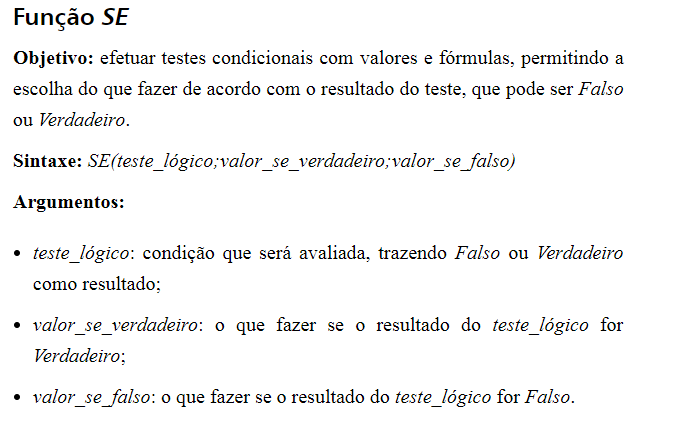 Função SE
Objetivo: efetuar testes condicionais com valores e fórmulas, permitindo a
escolha do que fazer de acordo com o resultado do teste, que pode ser Falso
ou Verdadeiro.
Sintaxe: SE(teste_lógico;valor_se_verdadeiro;valor_se_falso)
Argumentos:
• teste_lógico: condição que será avaliada, trazendo Falso ou Verdadeiro
como resultado;
• valor_se_verdadeiro: o que fazer se o resultado do teste_lógico for
Verdadeiro;
• valor_se_falso: o que fazer se o resultado do teste_lógico for Falso.